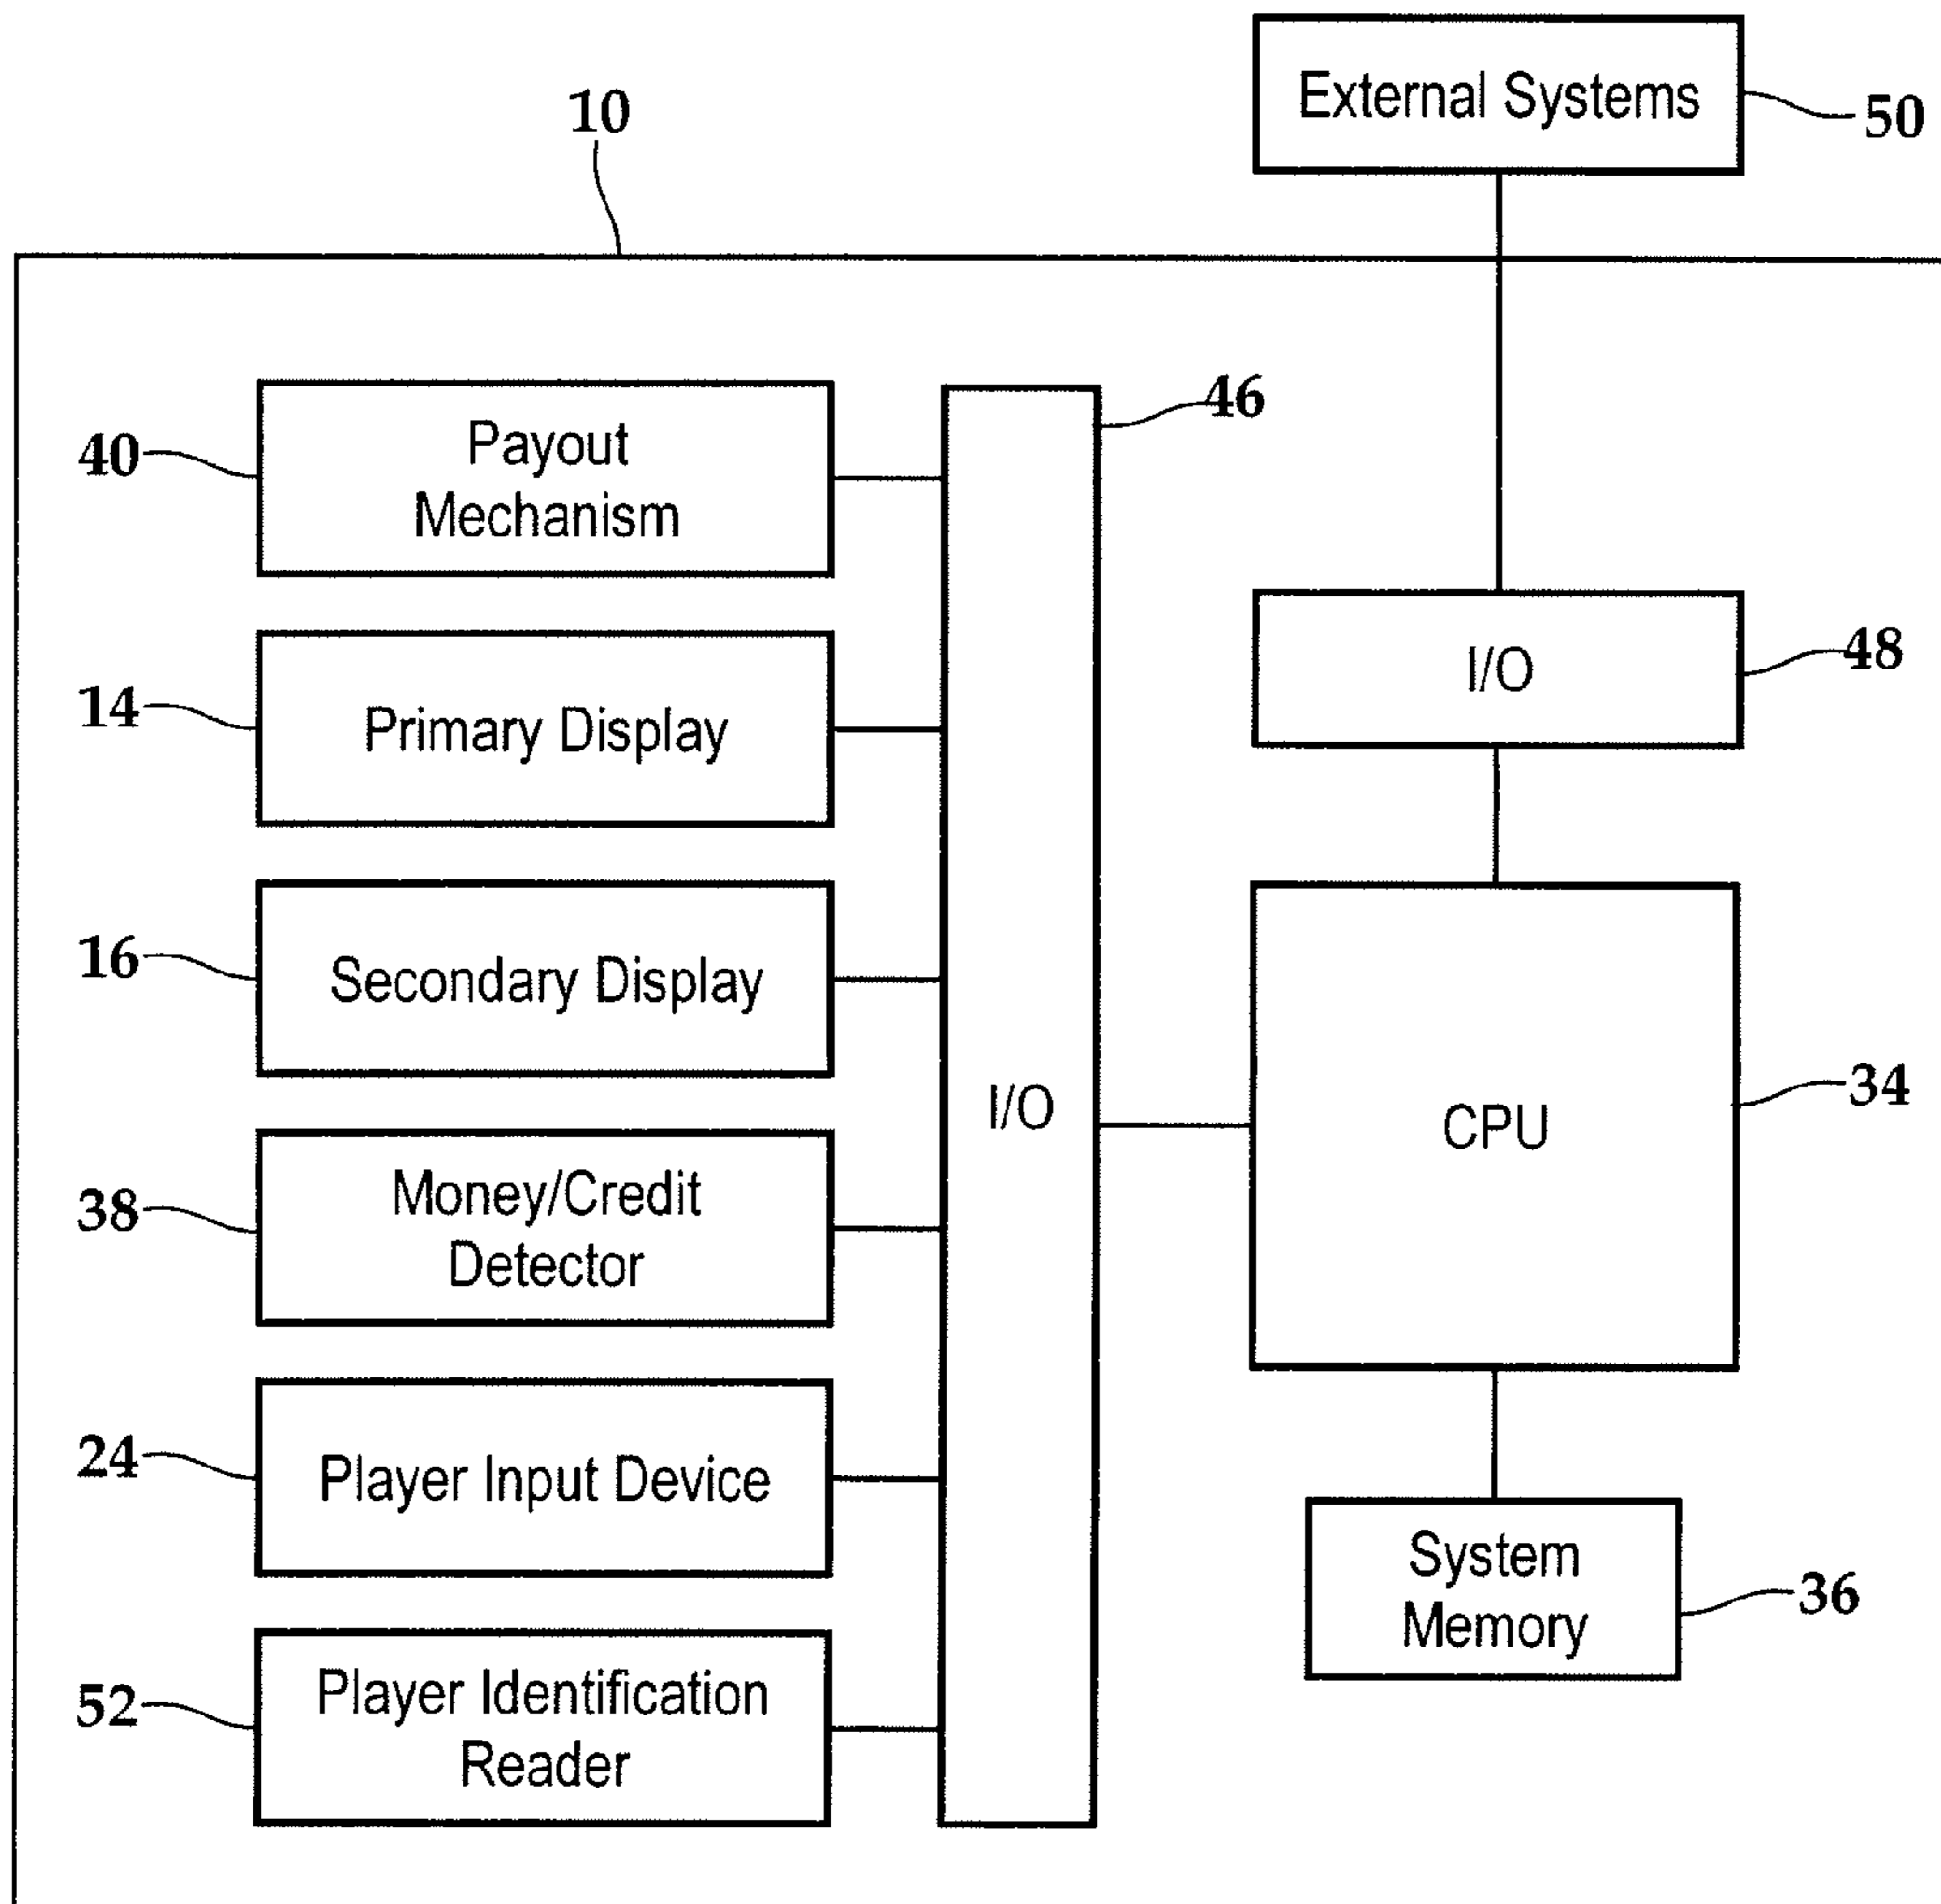 External Systems
50
10
46
40
Payout
Mechanism
I/O
48
14
Primary Display
16
Secondary Display
I/O
CPU
34
38
Money/Credit
Detector
24
Player Input Device
System
Memory
36
52
Player Identification
Reader